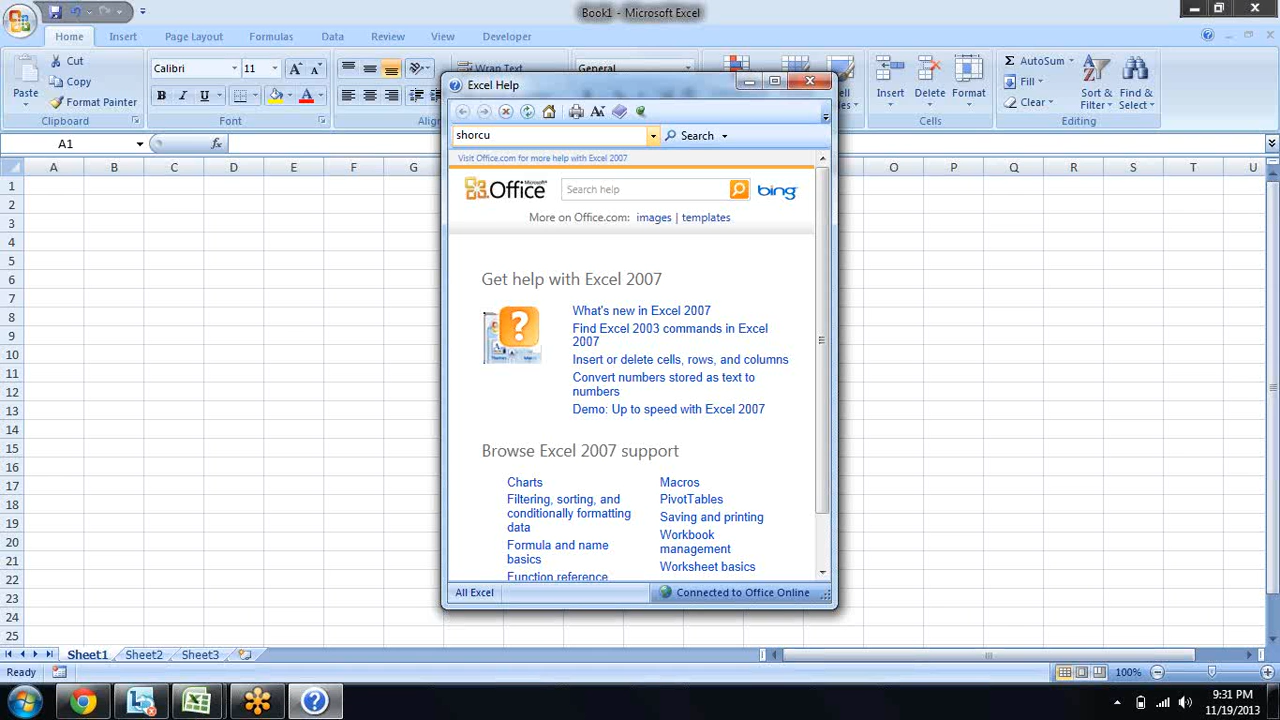 Book1 - Microsoft Excel
Home Insert Page Layout Formulas Data Review View Developer
Paste
Cut
Copy
Format Painter
Clipboard
Calibri 11
B I U
Font
Wrap Text
General
Insert Delete Format
Cells
AutoSum
Fill
Clear
Sort & Filter
Find & Select
Editing
A1
fx
A B C D E F G O P Q R S T U
1
2
3
4
5
6
7
8
9
10
11
12
13
14
15
16
17
18
19
20
21
22
23
24
25
Excel Help
shorcu
Search
Visit Office.com for more help with Excel 2007
Microsoft
Office
Search help
bing
More on Office.com: images | templates
Get help with Excel 2007
What's new in Excel 2007
Find Excel 2003 commands in Excel
2007
Insert or delete cells, rows, and columns
Convert numbers stored as text to
numbers
Demo: Up to speed with Excel 2007
Browse Excel 2007 support
Charts
Filtering, sorting, and
conditionally formatting
data
Formula and name
basics
Function reference
Macros
PivotTables
Saving and printing
Workbook
management
Worksheet basics
All Excel
Connected to Office Online
Sheet1 Sheet2 Sheet3
Ready
100%
9:31 PM
11/19/2013